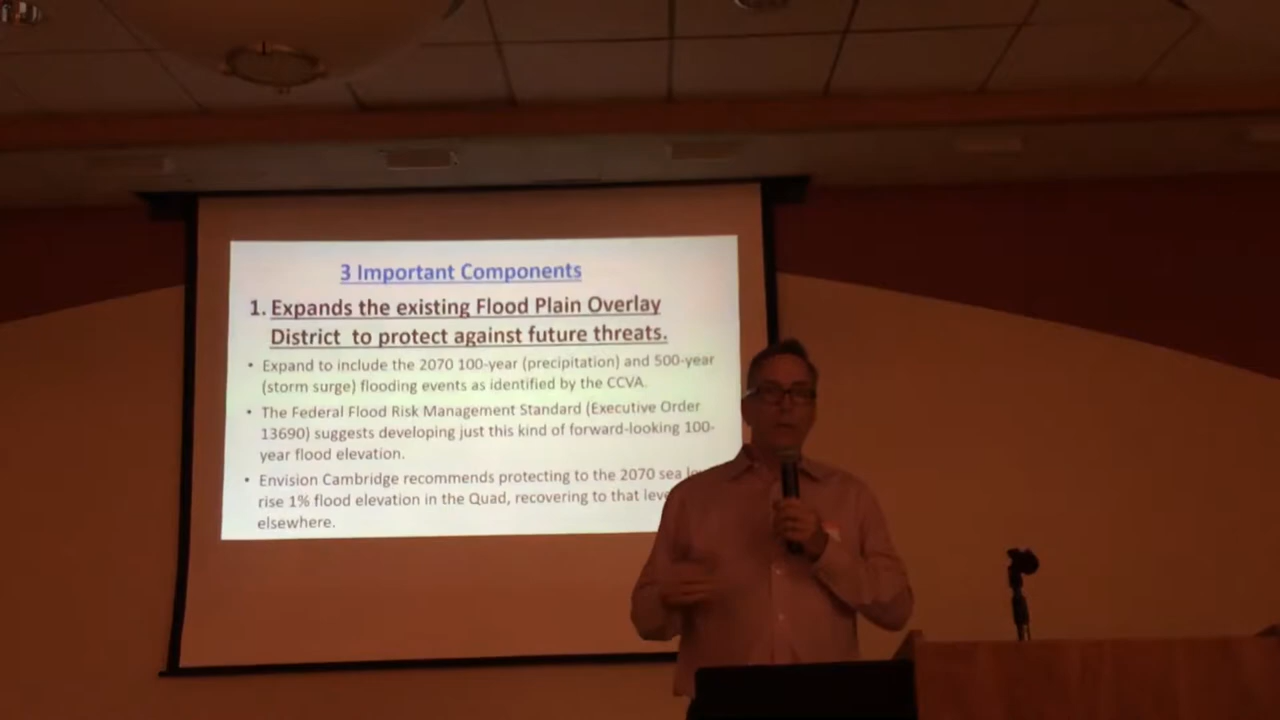 3 Important Components
1. Expands the existing Flood Plain Overlay
District to protect against future threats.
• Expand to include the 2070 100-year (precipitation) and 500-year
(storm surge) flooding events as identified by the CCVA.
• The Federal Flood Risk Management Standard (Executive Order
13690) suggests developing just this kind of forward-looking 100-
year flood elevation.
• Envision Cambridge recommends protecting to the 2070 sea
rise 1% flood elevation in the Quad, recovering to that
elsewhere.